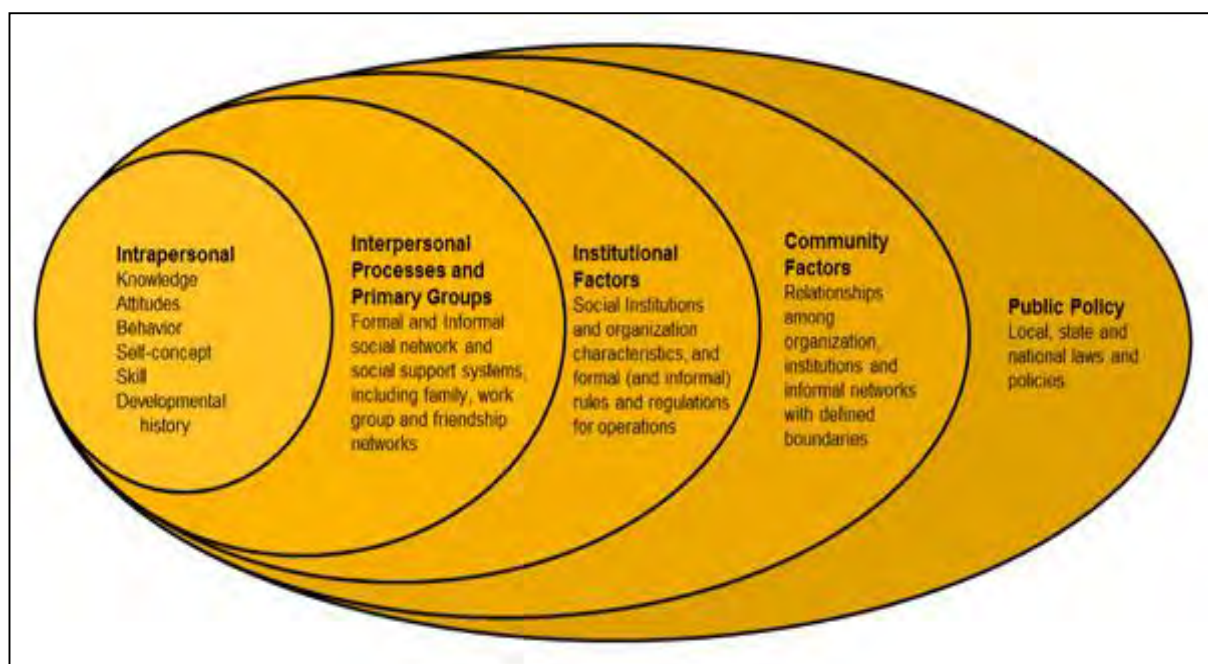 Intrapersonal
Knowledge
Attitudes
Behavior
Self-concept
Skill
Developmental
history
Interpersonal
Processes and
Primary Groups
Formal and Informal
social network and
social support systems,
including family, work
group and friendship
networks
Institutional
Factors
Social Institutions
and organization
characteristics, and
formal (and informal)
rules and regulations
for operations
Community
Factors
Relationships
among
organization,
institutions and
informal networks
with defined
boundaries
Public Policy
Local, state and
national laws and
policies